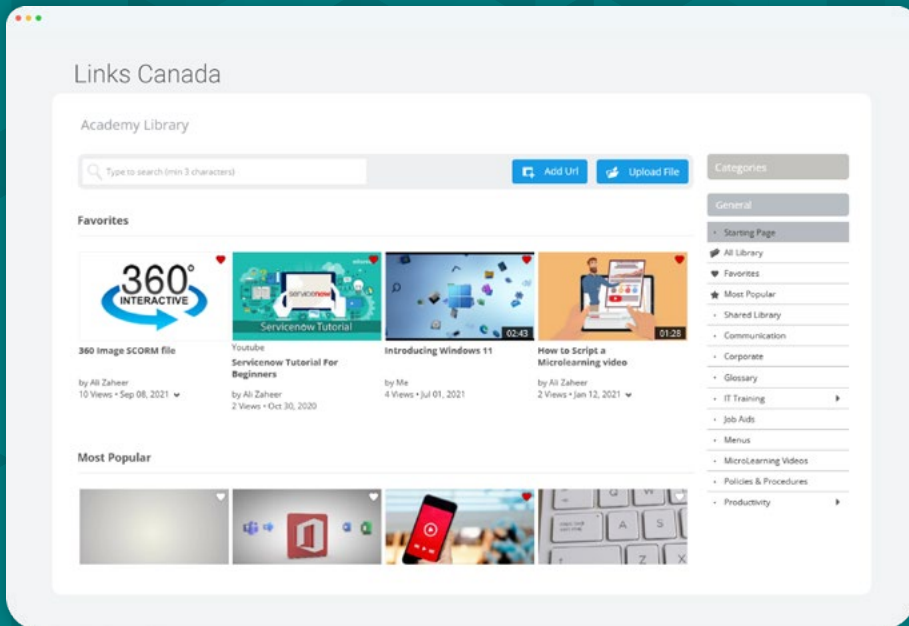 Links Canada
Academy Library
Type to search (min 3 characters)
Add Url
Upload File
Categories
General
Favorites
Starting Page
All Library
Favorites
Most Popular
Shared Library
Communication
Corporate
Glossary
IT Training
Job Aids
Menus
MicroLearning Videos
Policies & Procedures
Productivity
360°
INTERACTIVE
servicenow
Servicenow Tutorial
02:43
01:28
360 Image SCORM file
by Ali Zaheer
10 Views • Sep 08, 2021
Youtube
Servicenow Tutorial For
Beginners
by Ali Zaheer
2 Views • Oct 30, 2020
Introducing Windows 11
by Me
4 Views • Jul 01, 2021
How to Script a
Microlearning video
by Ali Zaheer
2 Views • Jan 12, 2021
Most Popular
A
S
Z
X